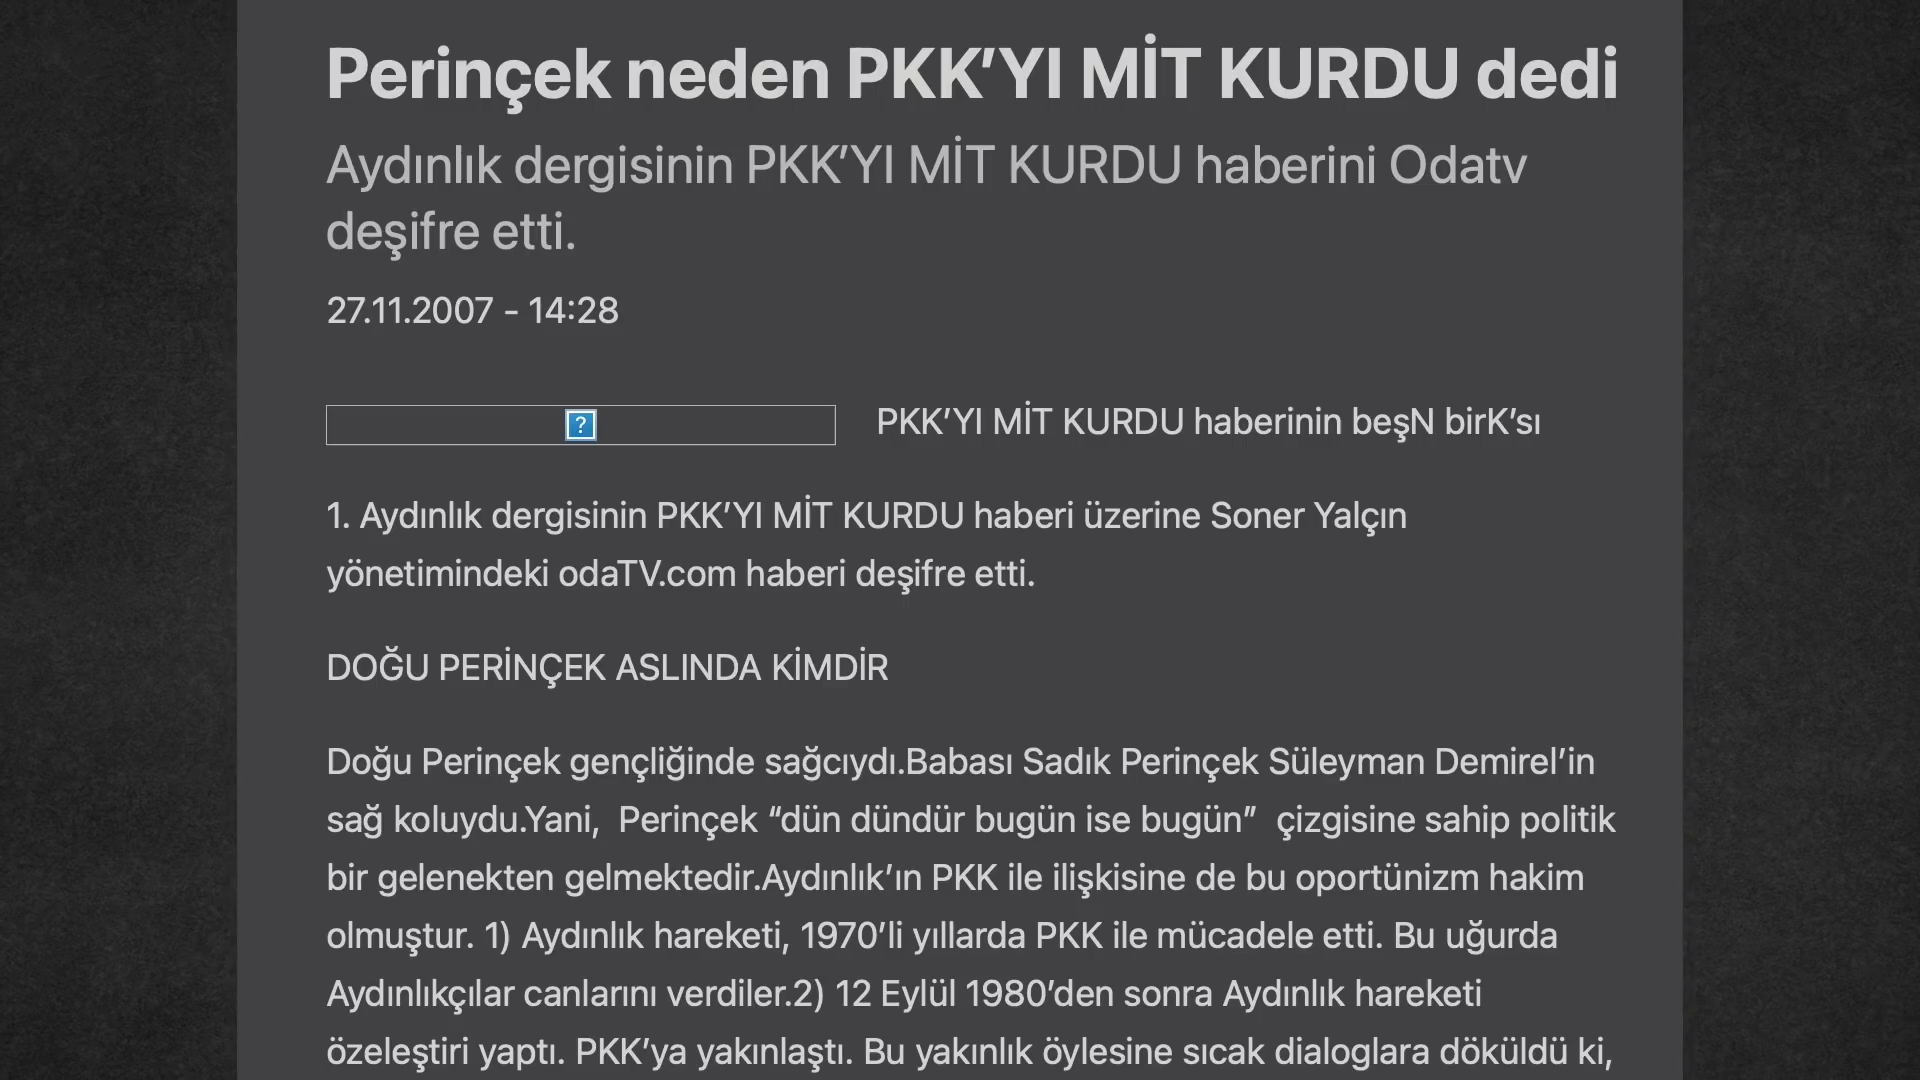 Perinçek neden PKK’YI MİT KURDU dedi
Aydınlık dergisinin PKK’YI MİT KURDU haberini Odatv
deşifre etti.
27.11.2007 - 14:28
?
PKK’YI MİT KURDU haberinin beşN birK’sı
1. Aydınlık dergisinin PKK’YI MİT KURDU haberi üzerine Soner Yalçın
yönetimindeki odaTV.com haberi deşifre etti.
DOĞU PERİNÇEK ASLINDA KİMDİR
Doğu Perinçek gençliğinde sağcıydı.Babası Sadık Perinçek Süleyman Demirel’in
sağ koluydu.Yani,  Perinçek “dün dündür bugün ise bugün”  çizgisine sahip politik
bir gelenekten gelmektedir.Aydınlık’ın PKK ile ilişkisine de bu oportünizm hakim
olmuştur. 1) Aydınlık hareketi, 1970’li yıllarda PKK ile mücadele etti. Bu uğurda
Aydınlıkçılar canlarını verdiler.2) 12 Eylül 1980’den sonra Aydınlık hareketi
özeleştiri yaptı. PKK’ya yakınlaştı. Bu yakınlık öylesine sıcak dialoglara döküldü ki,